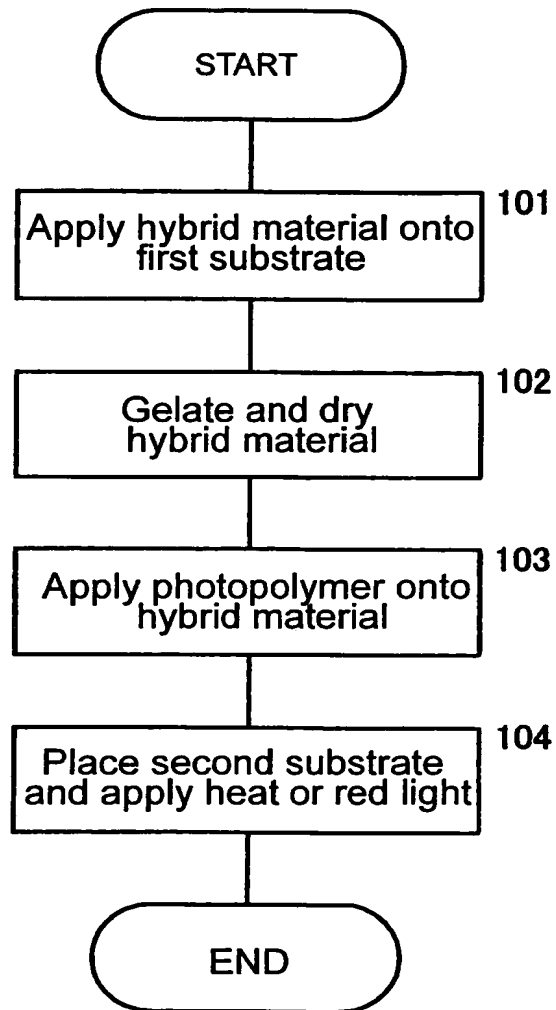 START
101
Apply hybrid material onto
first substrate
102
Gelate and dry
hybrid material
103
Apply photopolymer onto
hybrid material
104
Place second substrate
and apply heat or red light
END